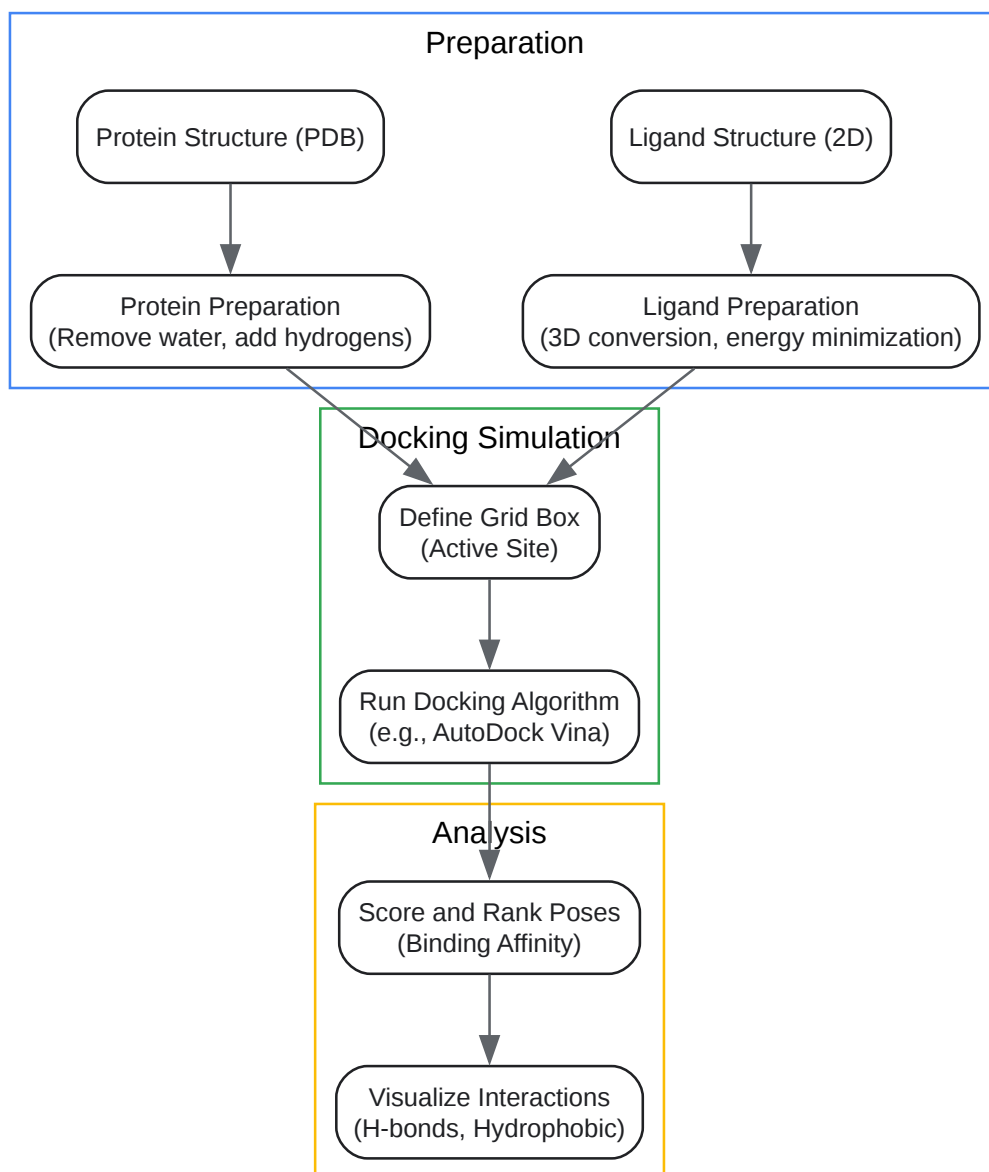 Preparation
Protein Structure (PDB)
Ligand Structure (2D)
Protein Preparation
(Remove water, add hydrogens)
Ligand Preparation
(3D conversion, energy minimization)
Docking Simulation
Define Grid Box
(Active Site)
Run Docking Algorithm
(e.g., AutoDock Vina)
Analysis
Score and Rank Poses
(Binding Affinity)
Visualize Interactions
(H-bonds, Hydrophobic)